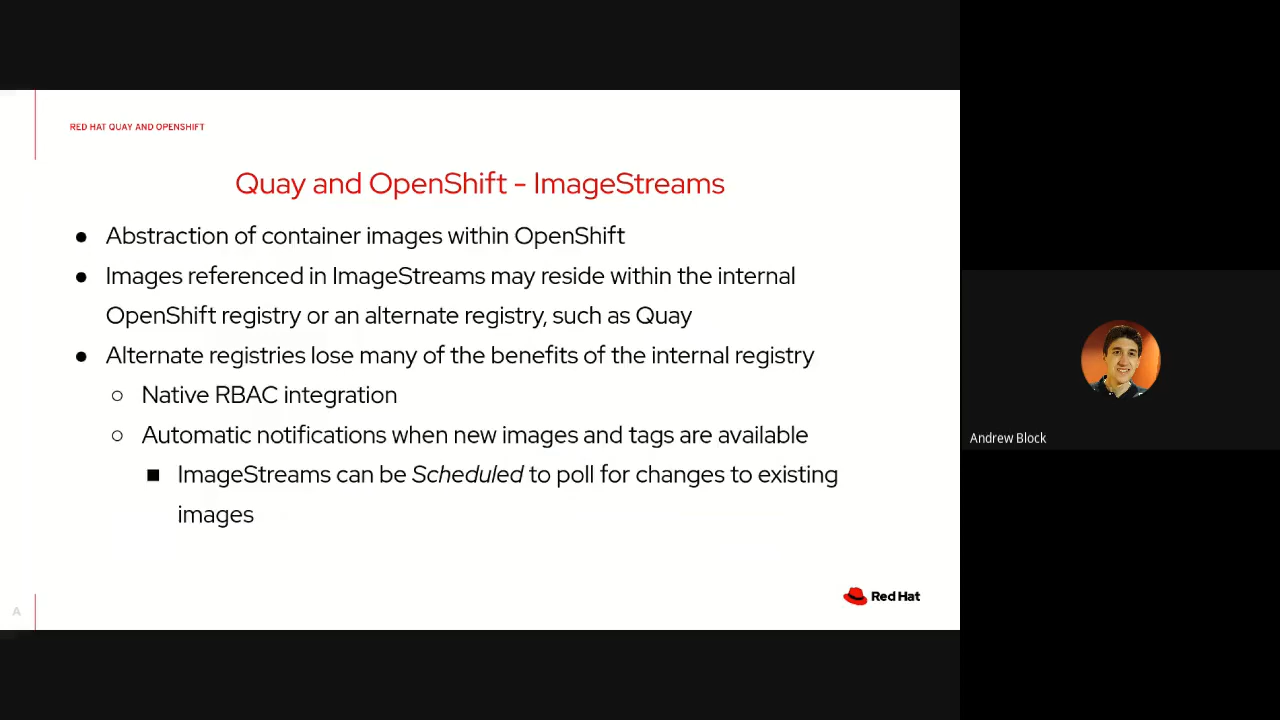 RED HAT QUAY AND OPENSHIFT
Quay and OpenShift - ImageStreams
● Abstraction of container images within OpenShift
● Images referenced in ImageStreams may reside within the internal
OpenShift registry or an alternate registry, such as Quay
● Alternate registries lose many of the benefits of the internal registry
○ Native RBAC integration
○ Automatic notifications when new images and tags are available
■ ImageStreams can be Scheduled to poll for changes to existing
images
A
Red Hat
Andrew Block